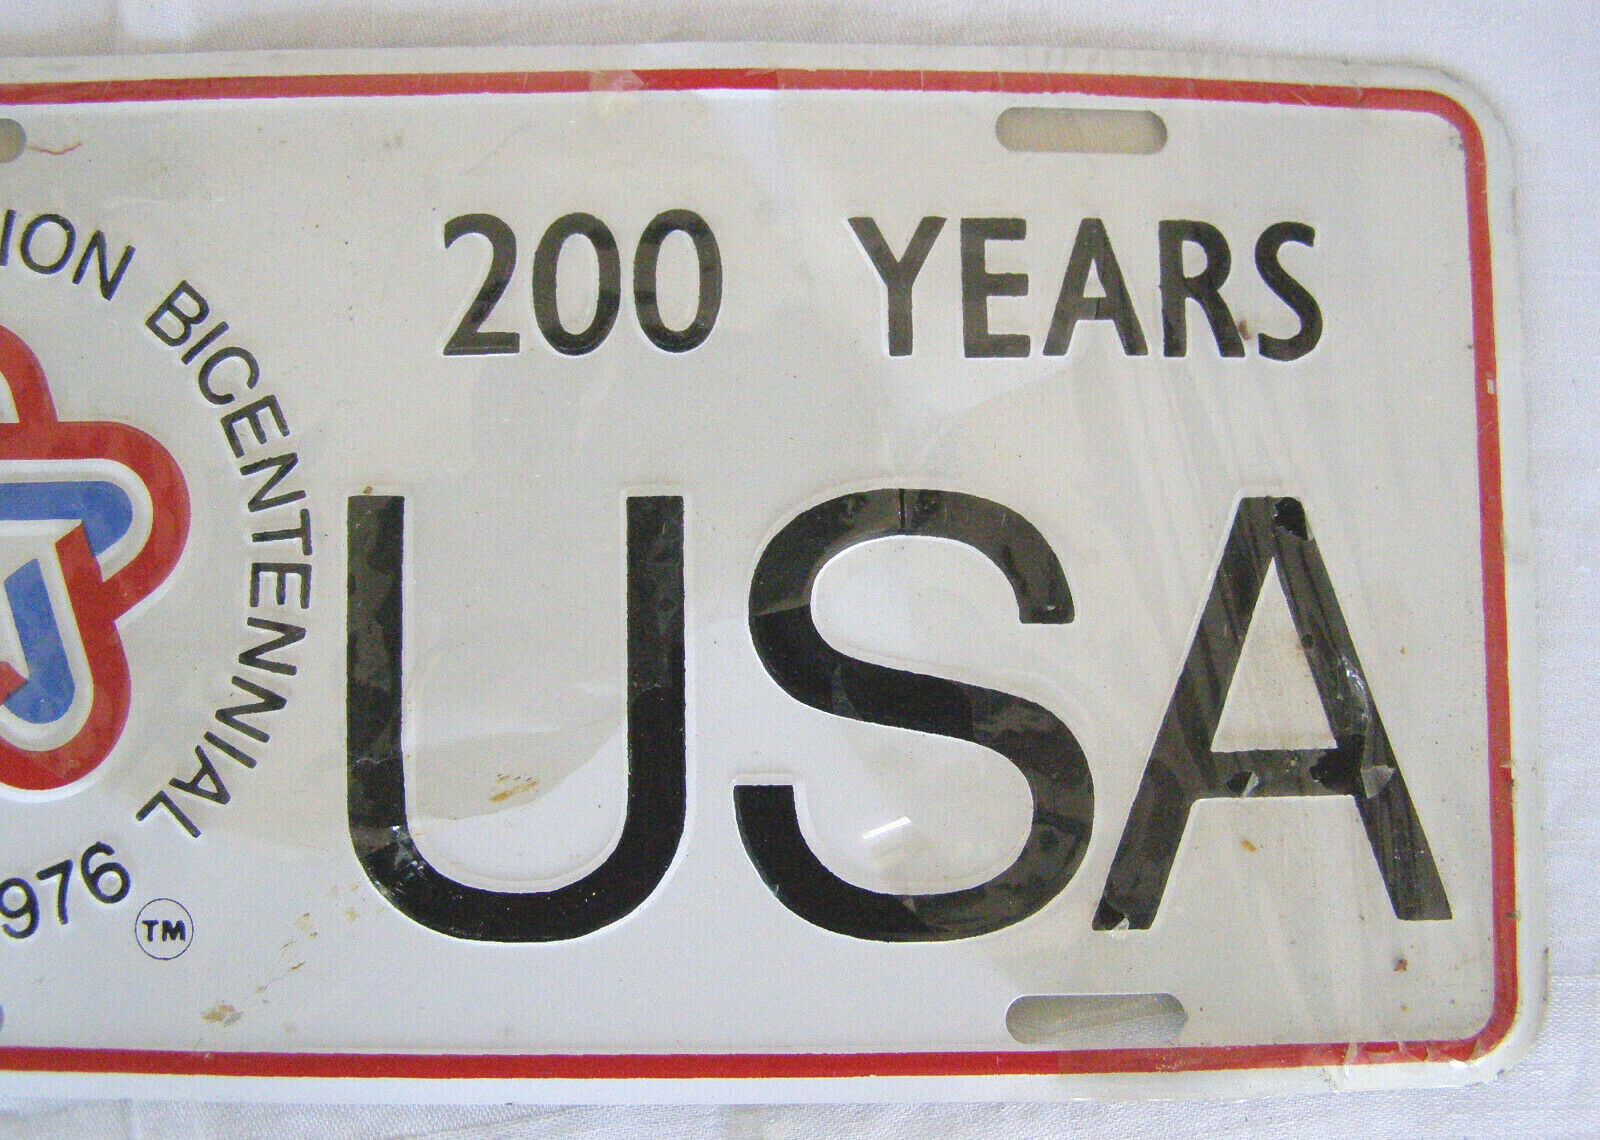 200 YEARS
USA
ION BICENTENNIAL
976
TM